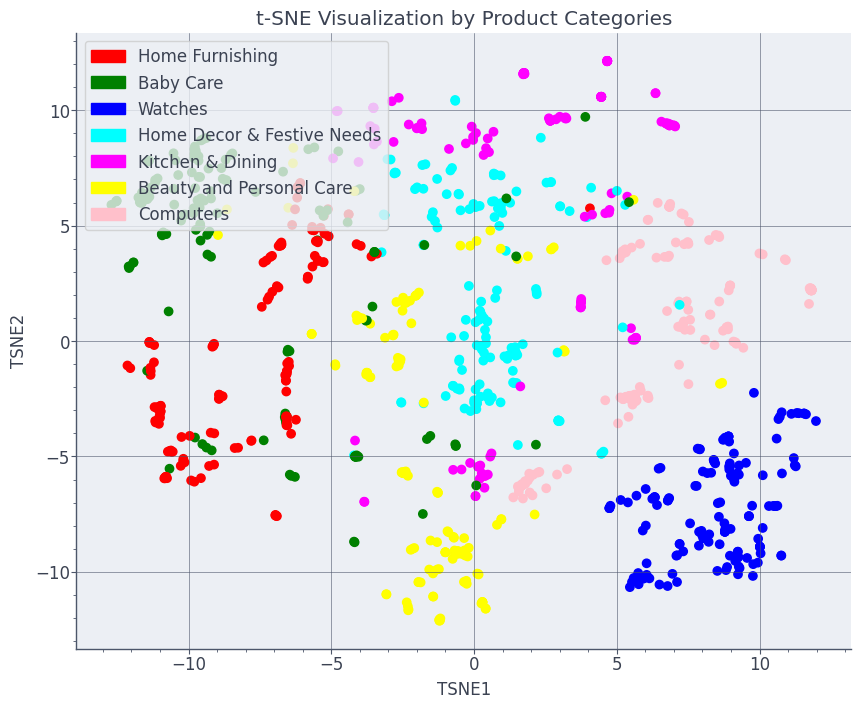 t-SNE Visualization by Product Categories
Home Furnishing
Baby Care
Watches
Home Decor & Festive Needs
Kitchen & Dining
Beauty and Personal Care
Computers
10
5
0
−5
−10
TSNE2
−10
−5
0
5
10
TSNE1